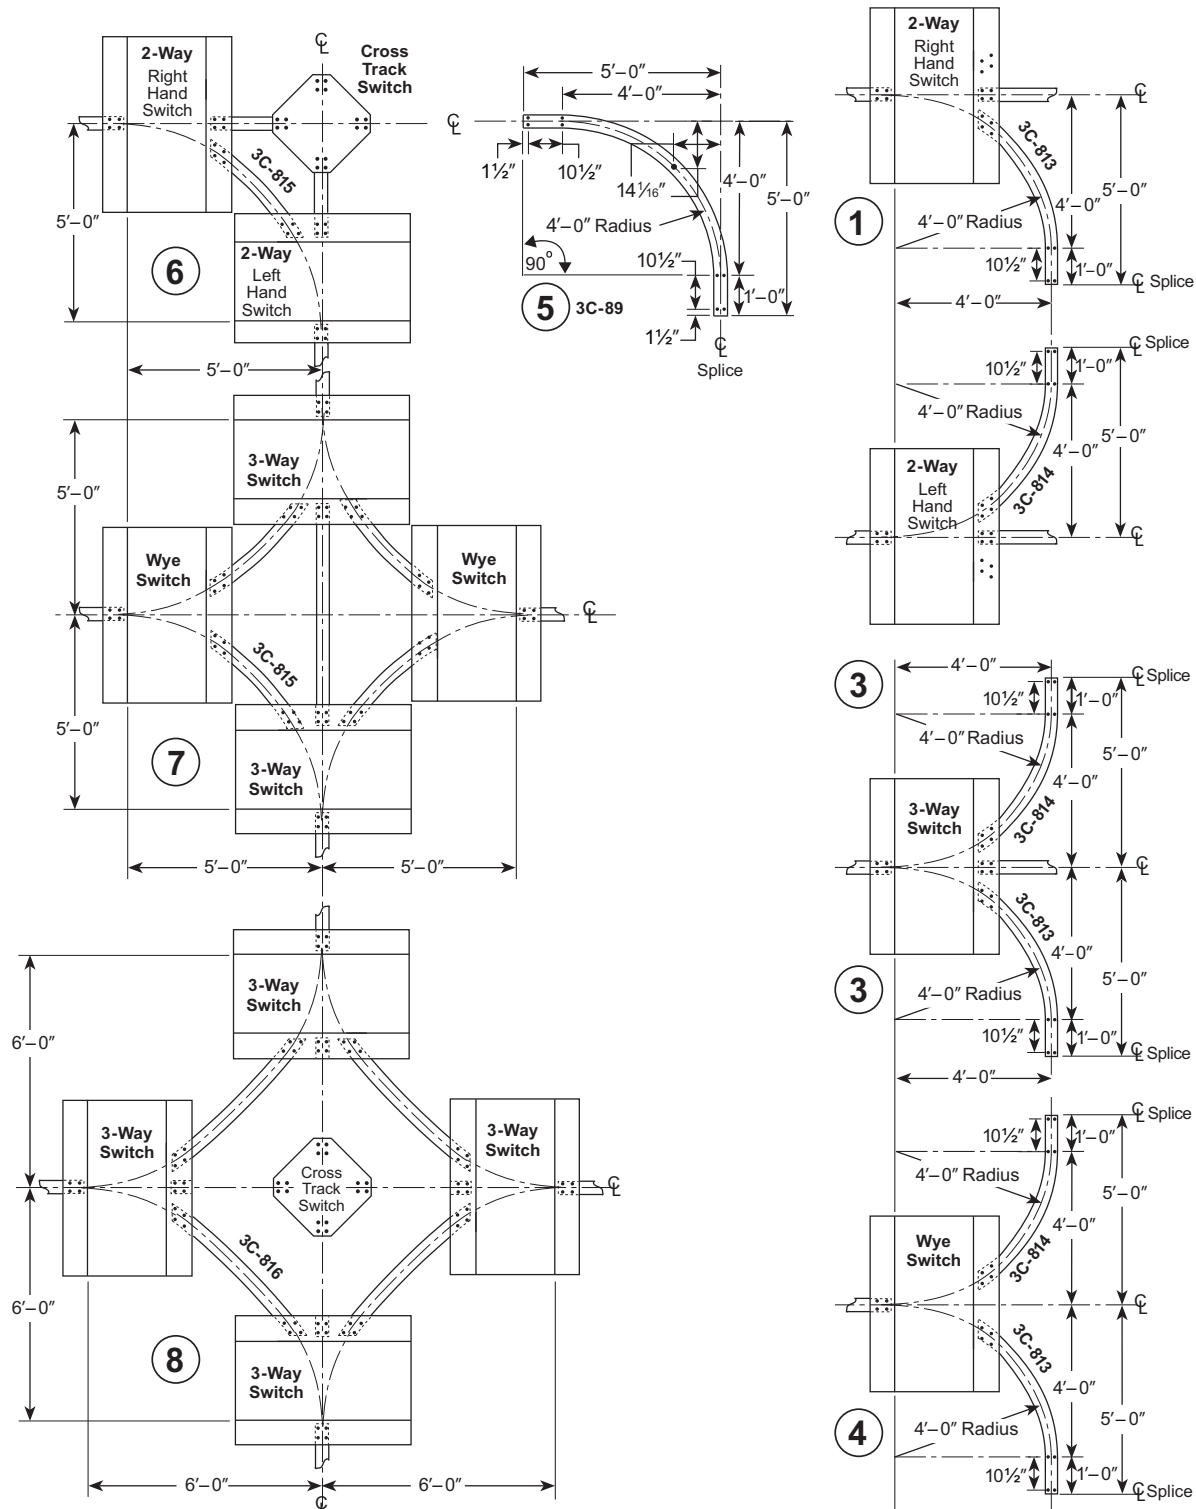 2-Way
Right
Hand
Switch
℄
Cross
Track
Switch
3C-815
5′–0″
6
2-Way
Left
Hand
Switch
5′–0″
℄
5′–0″
4′–0″
℄
1½″
10½″
14 1⁄16″
4′–0″
5′–0″
4′–0″ Radius
90°
10½″
1′–0″
5
3C-89
1½″
℄
Splice
2-Way
Right
Hand
Switch
℄
3C-813
5′–0″
4′–0″
1
4′–0″ Radius
10½″
1′–0″
℄ Splice
4′–0″
℄ Splice
10½″
1′–0″
4′–0″ Radius
5′–0″
4′–0″
2-Way
Left
Hand
Switch
3C-814
℄
3-Way
Switch
5′–0″
Wye
Switch
Wye
Switch
℄
3C-815
5′–0″
7
3-Way
Switch
5′–0″
5′–0″
3
4′–0″
℄ Splice
10½″
1′–0″
4′–0″ Radius
5′–0″
4′–0″
3-Way
Switch
3C-814
℄
3C-813
4′–0″
5′–0″
3
4′–0″ Radius
10½″
1′–0″
℄ Splice
4′–0″
3-Way
Switch
6′–0″
3-Way
Switch
3-Way
Switch
Cross
Track
Switch
℄
3C-816
6′–0″
8
3-Way
Switch
6′–0″
6′–0″
℄
℄ Splice
10½″
1′–0″
4′–0″ Radius
5′–0″
4′–0″
Wye
Switch
3C-814
℄
3C-813
4′–0″
5′–0″
4
4′–0″ Radius
10½″
1′–0″
℄ Splice